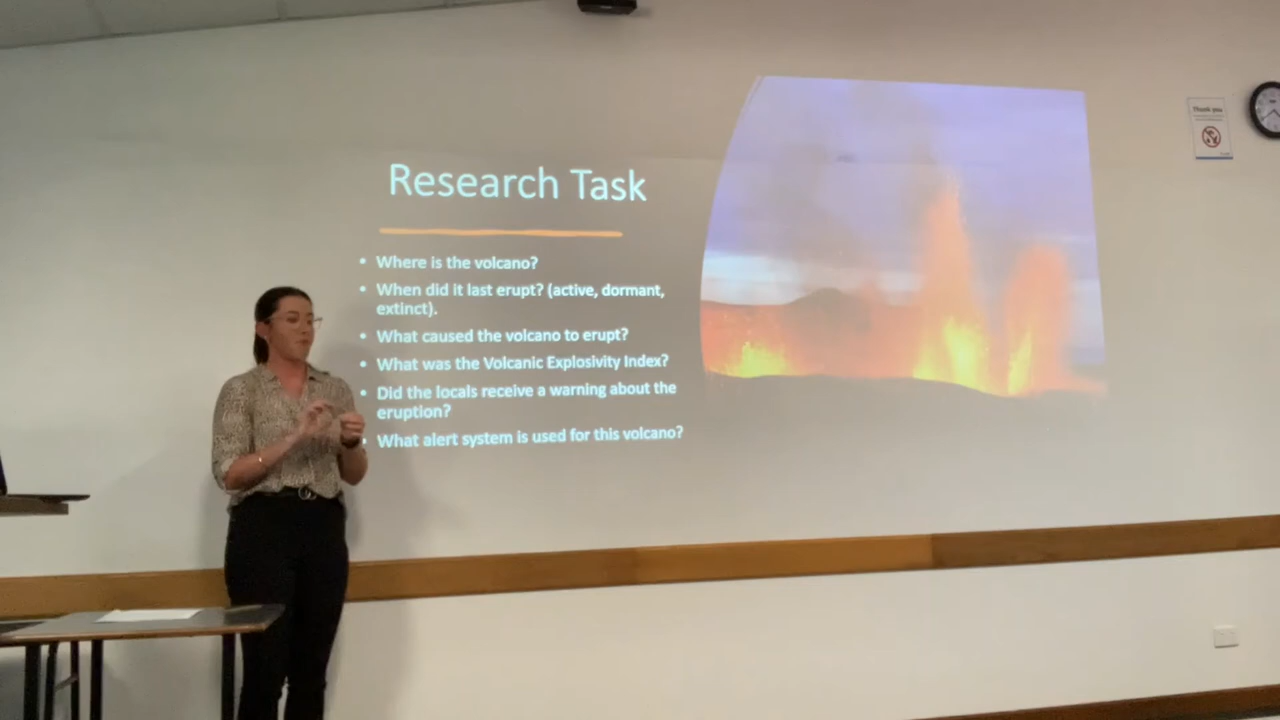 Research Task
• Where is the volcano?
• When did it last erupt? (active, dormant,
extinct).
• What caused the volcano to erupt?
• What was the Volcanic Explosivity Index?
• Did the locals receive a warning about the
eruption?
• What alert system is used for this volcano?
Thank you